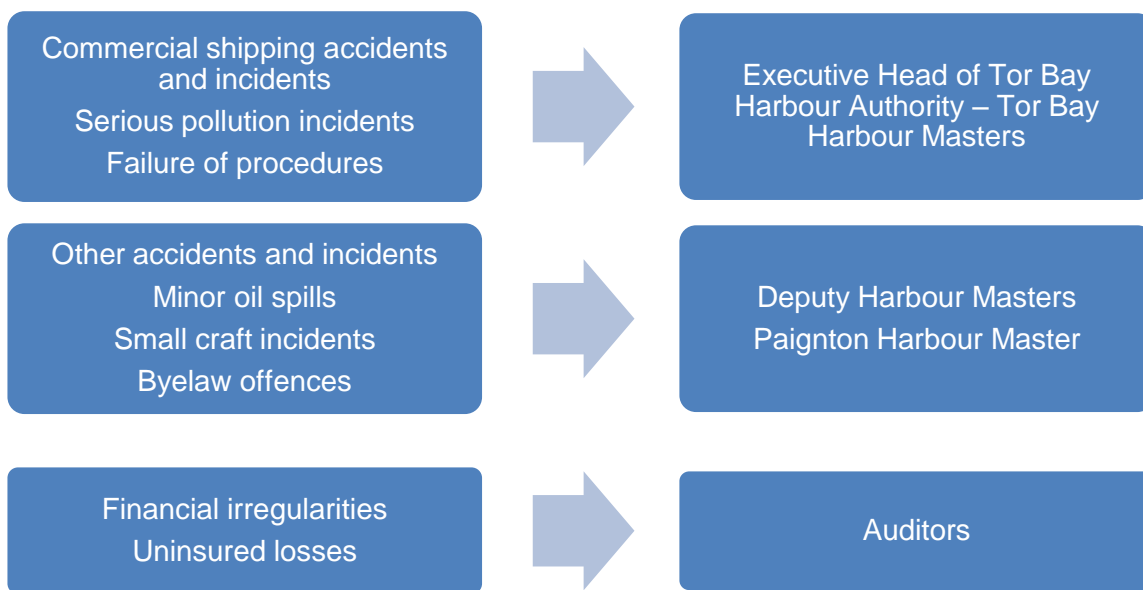 Commercial shipping accidents
and incidents
Serious pollution incidents
Failure of procedures
Executive Head of Tor Bay
Harbour Authority – Tor Bay
Harbour Masters
Other accidents and incidents
Minor oil spills
Small craft incidents
Byelaw offences
Deputy Harbour Masters
Paignton Harbour Master
Financial irregularities
Uninsured losses
Auditors